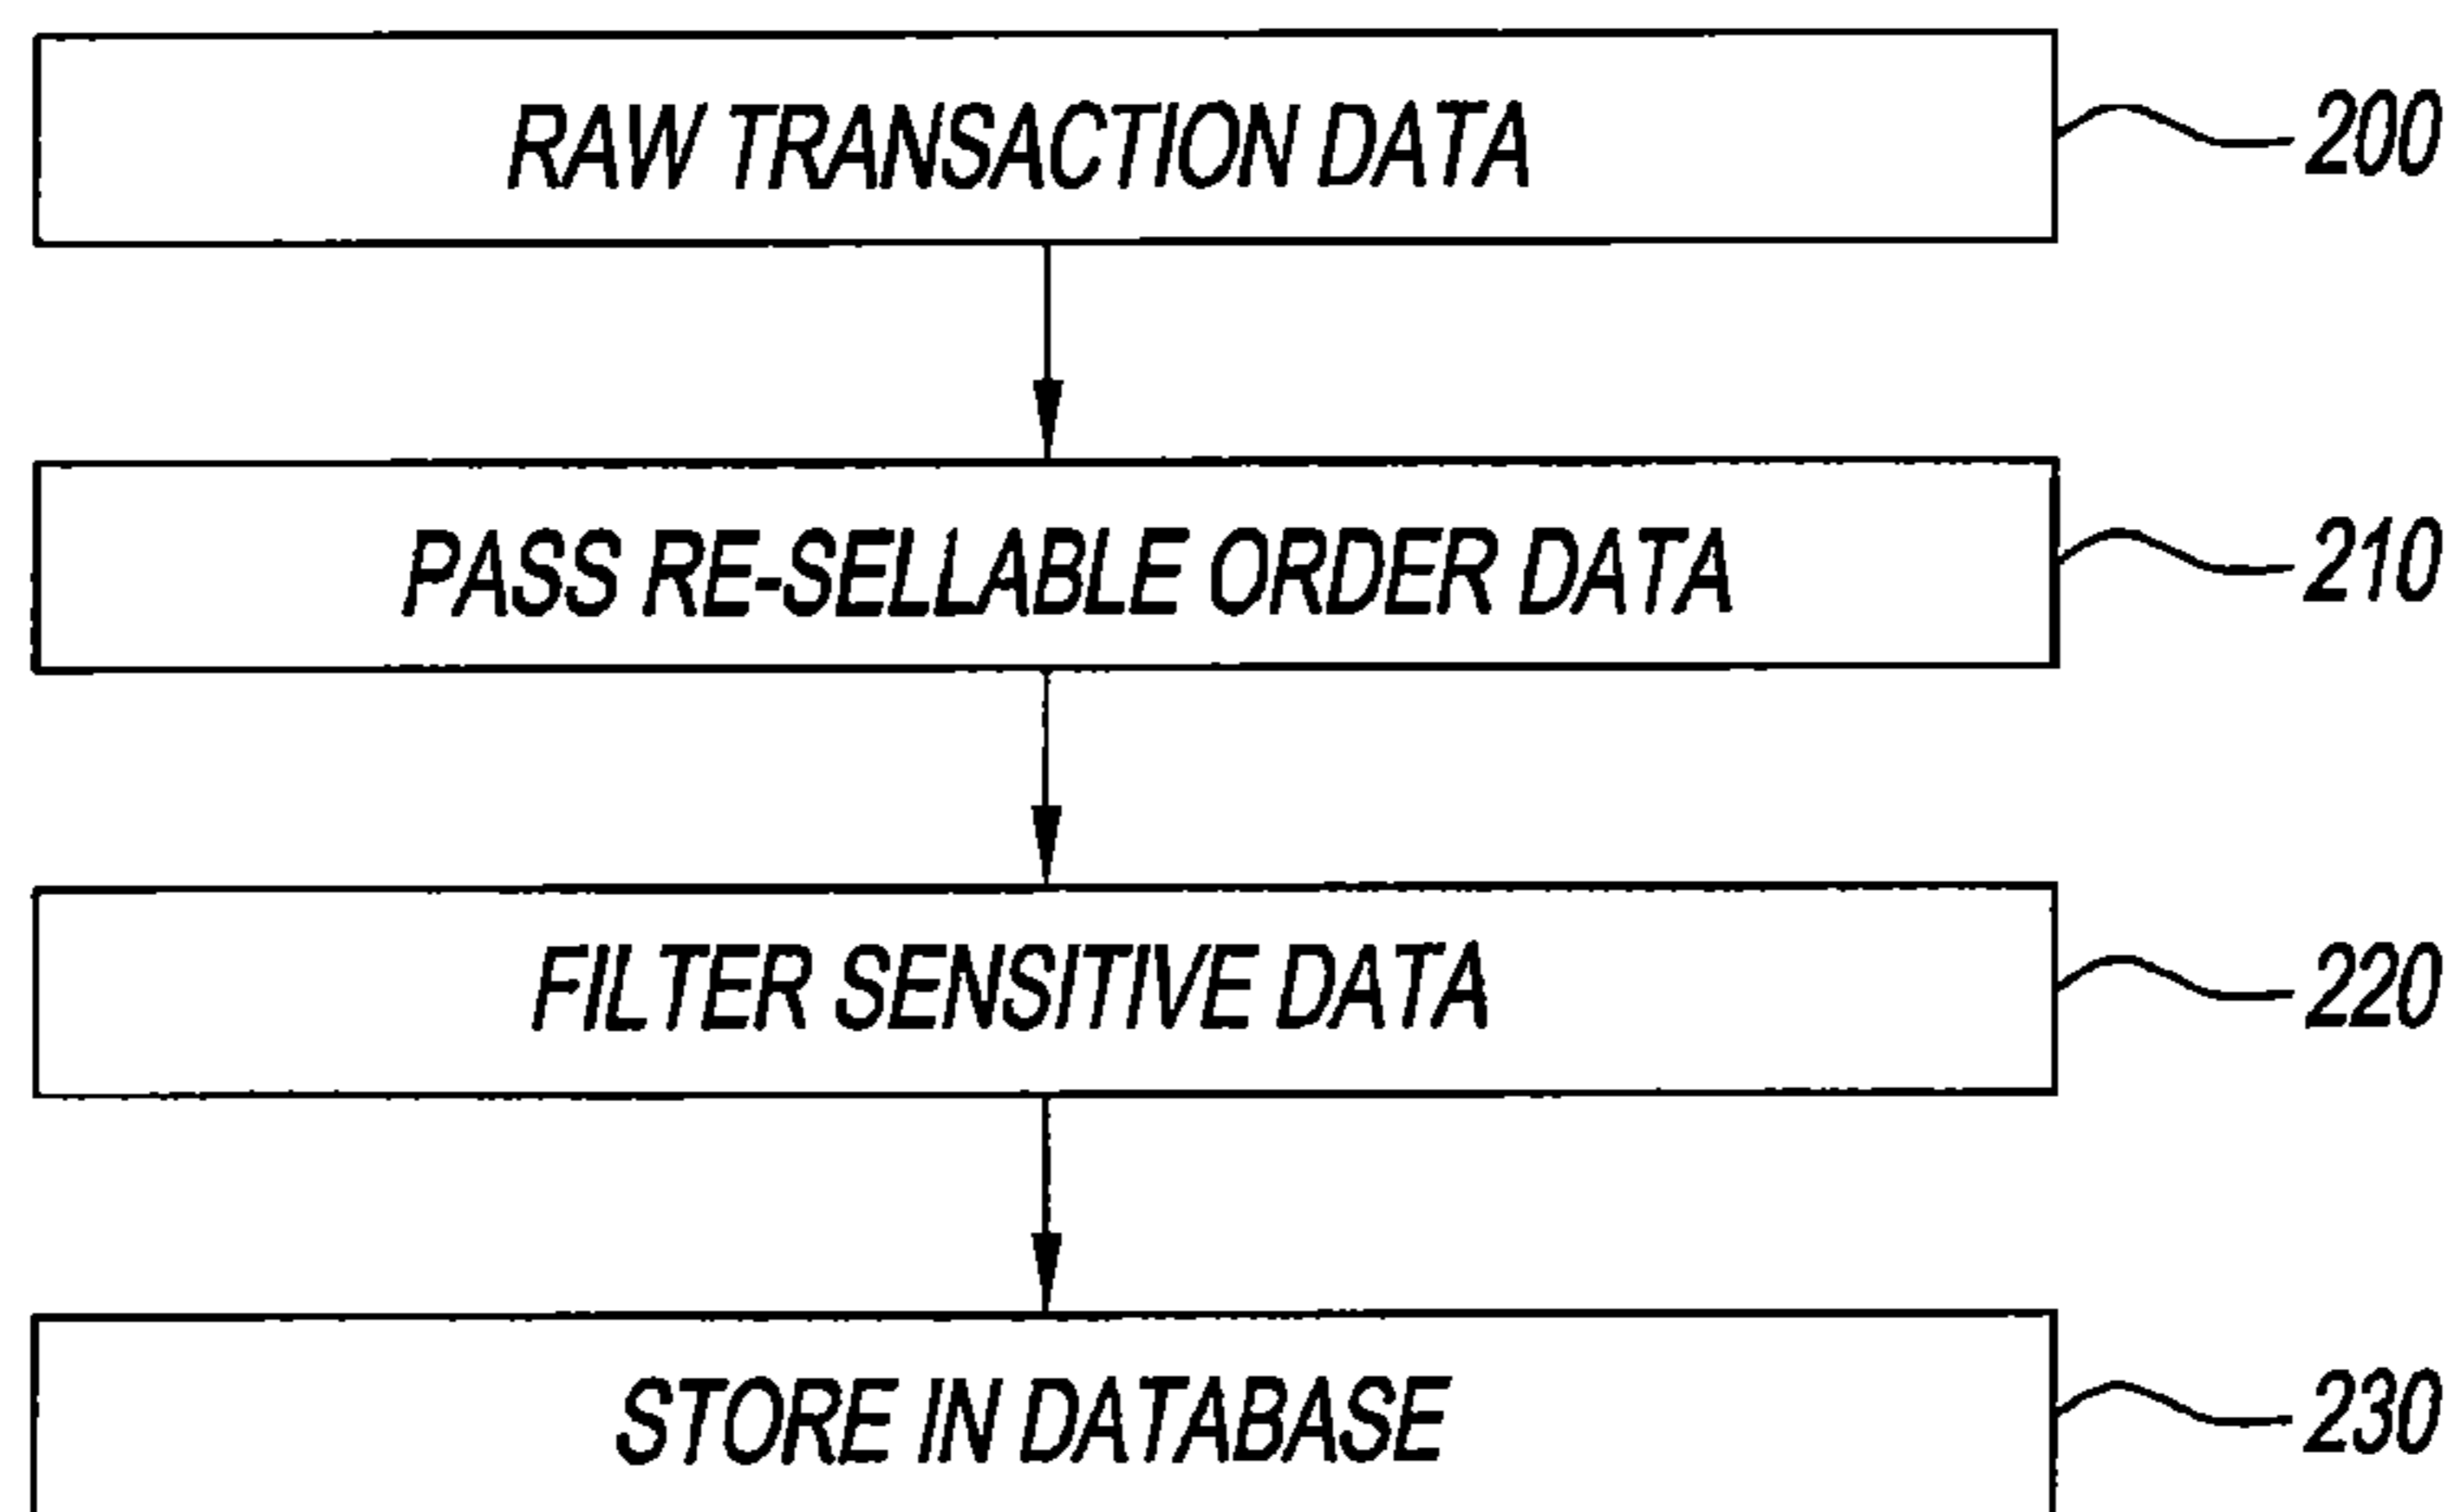 RAW TRANSACTION DATA 200
PASS RE-SELLABLE ORDER DATA 210
FILTER SENSITIVE DATA 220
STORE IN DATABASE 230